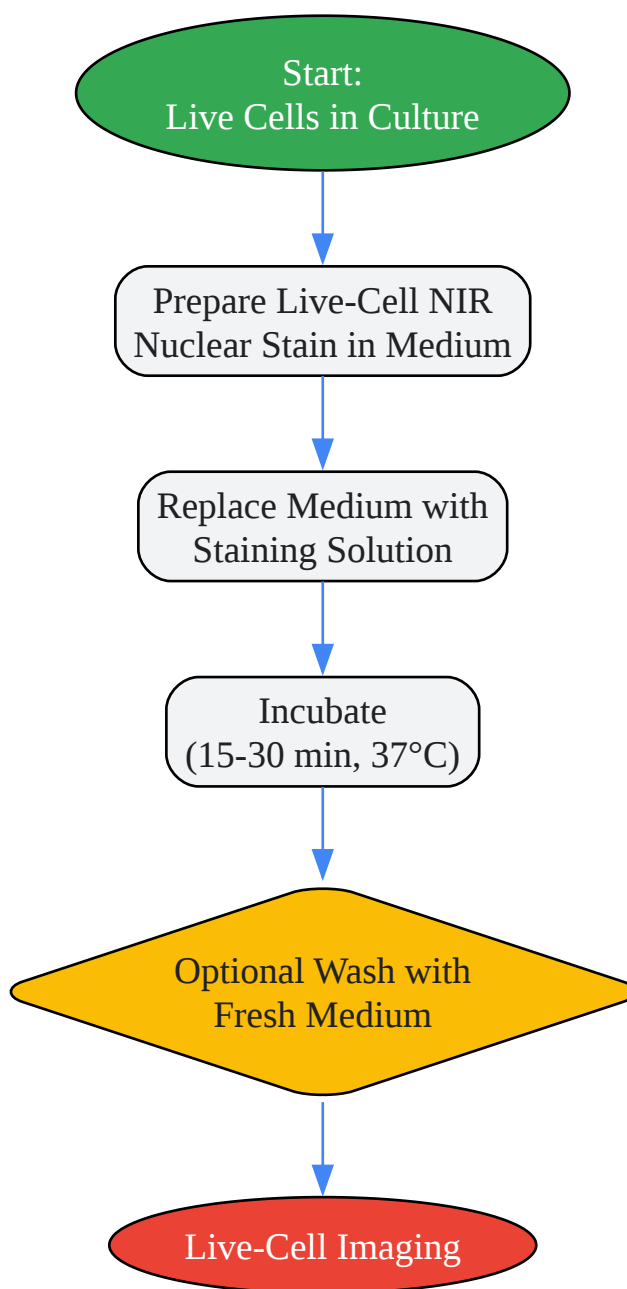 Start:
Live Cells in Culture
Prepare Live-Cell NIR
Nuclear Stain in Medium
Replace Medium with
Staining Solution
Incubate
(15-30 min, 37°C)
Optional Wash with
Fresh Medium
Live-Cell Imaging